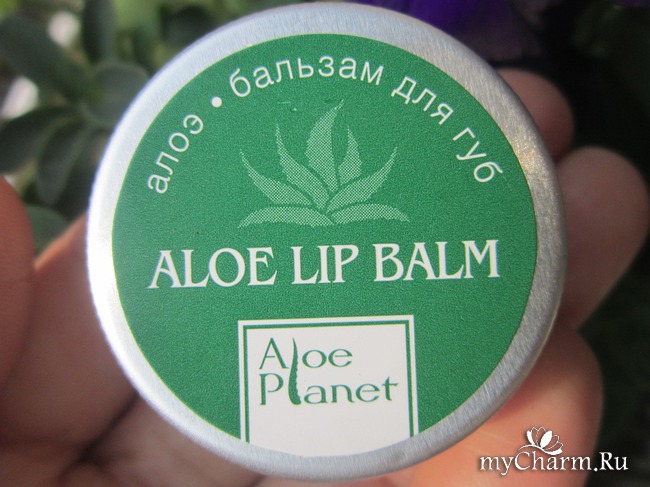 алоэ • бальзам для губ
ALOE LIP BALM
Aloe
Planet
myCharm.Ru